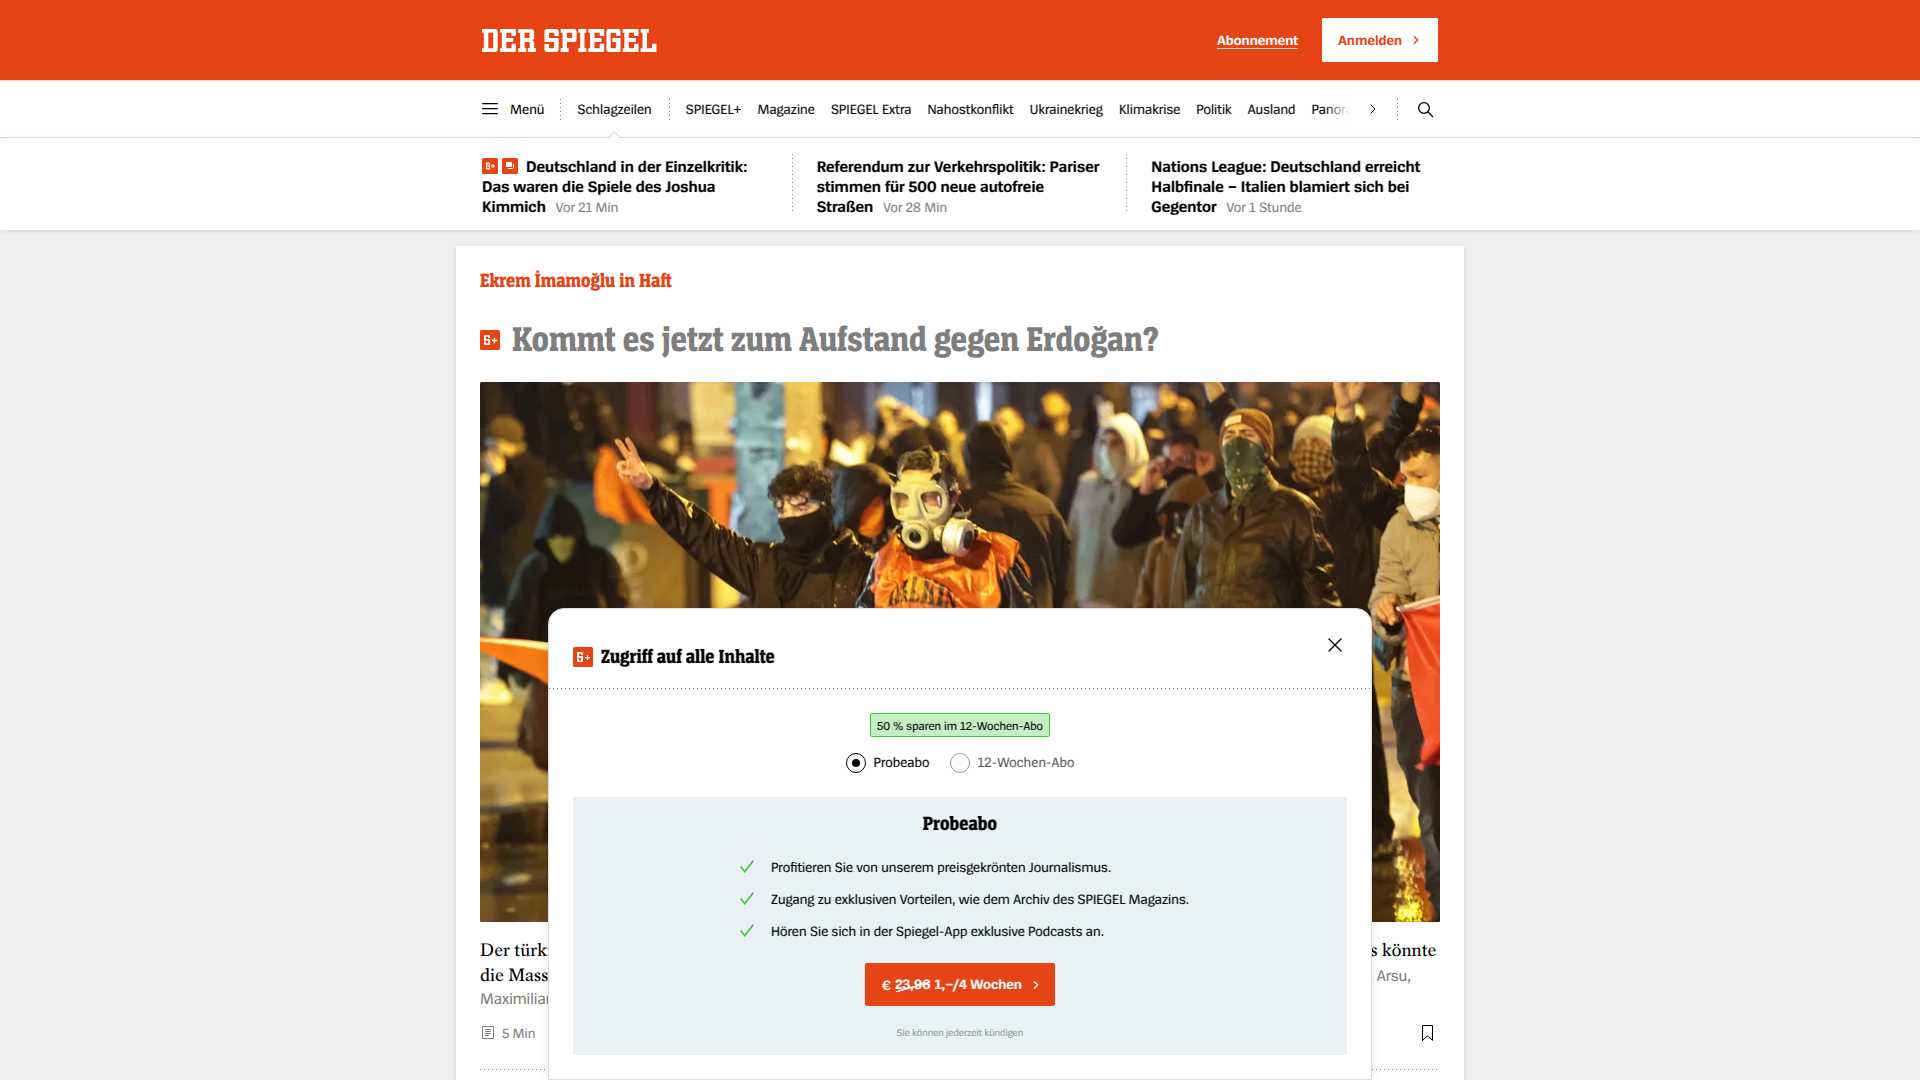 DER SPIEGEL
Abonnement
Anmelden
Menü
Schlagzeilen
SPIEGEL+
Magazine
SPIEGEL Extra
Nahostkonflikt
Ukrainekrieg
Klimakrise
Politik
Ausland
Deutschland in der Einzelkritik:
Das waren die Spiele des Joshua
Kimmich Vor 21 Min
Referendum zur Verkehrspolitik: Pariser
stimmen für 500 neue autofreie
Straßen Vor 28 Min
Nations League: Deutschland erreicht
Halbfinale – Italien blamiert sich bei
Gegentor Vor 1 Stunde
Ekrem İmamoğlu in Haft
S+ Kommt es jetzt zum Aufstand gegen Erdoğan?
S+ Zugriff auf alle Inhalte
50 % sparen im 12-Wochen-Abo
Probeabo
12-Wochen-Abo
Probeabo
Profitieren Sie von unserem preisgekrönten Journalismus.
Zugang zu exklusiven Vorteilen, wie dem Archiv des SPIEGEL Magazins.
Hören Sie sich in der Spiegel-App exklusive Podcasts an.
€ 23,96 1,–/4 Wochen
Sie können jederzeit kündigen
Der türk
s könnte
die Mass
Arsu,
Maximilian
5 Min